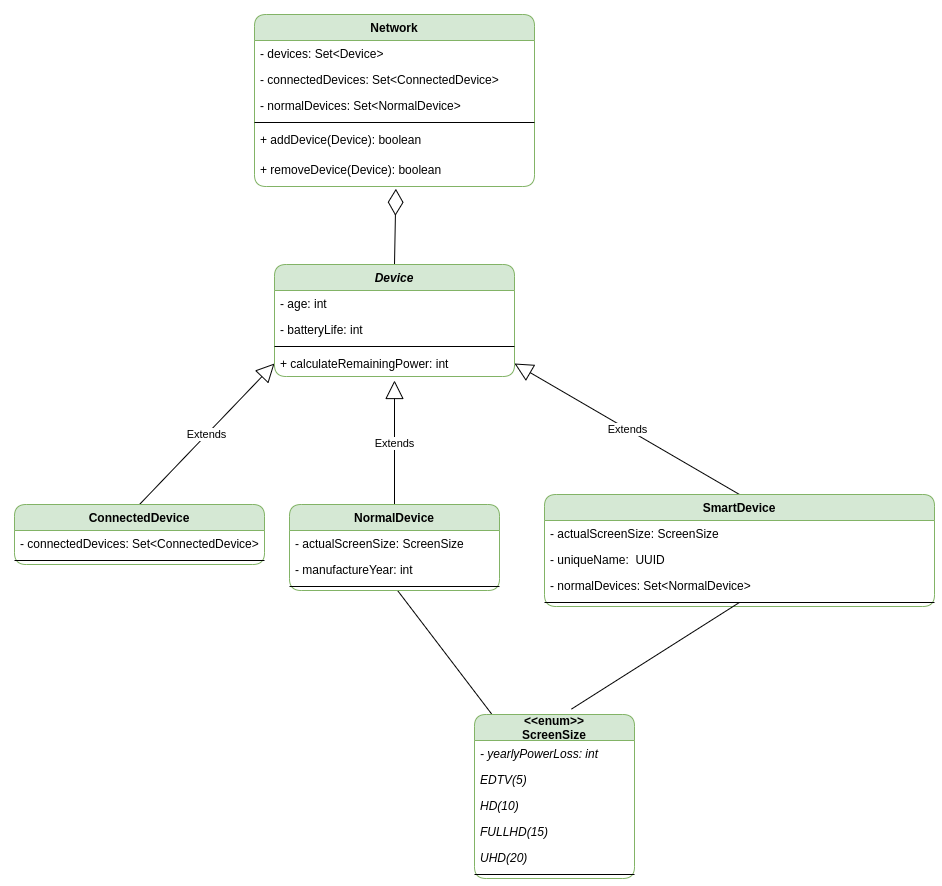 Network
- devices: Set<Device>
- connectedDevices: Set<ConnectedDevice>
- normalDevices: Set<NormalDevice>
+ addDevice(Device): boolean
+ removeDevice(Device): boolean
Device
- age: int
- batteryLife: int
+ calculateRemainingPower: int
Extends
Extends
Extends
ConnectedDevice
- connectedDevices: Set<ConnectedDevice>
NormalDevice
- actualScreenSize: ScreenSize
- manufactureYear: int
SmartDevice
- actualScreenSize: ScreenSize
- uniqueName:  UUID
- normalDevices: Set<NormalDevice>
<<enum>>
ScreenSize
- yearlyPowerLoss: int
EDTV(5)
HD(10)
FULLHD(15)
UHD(20)